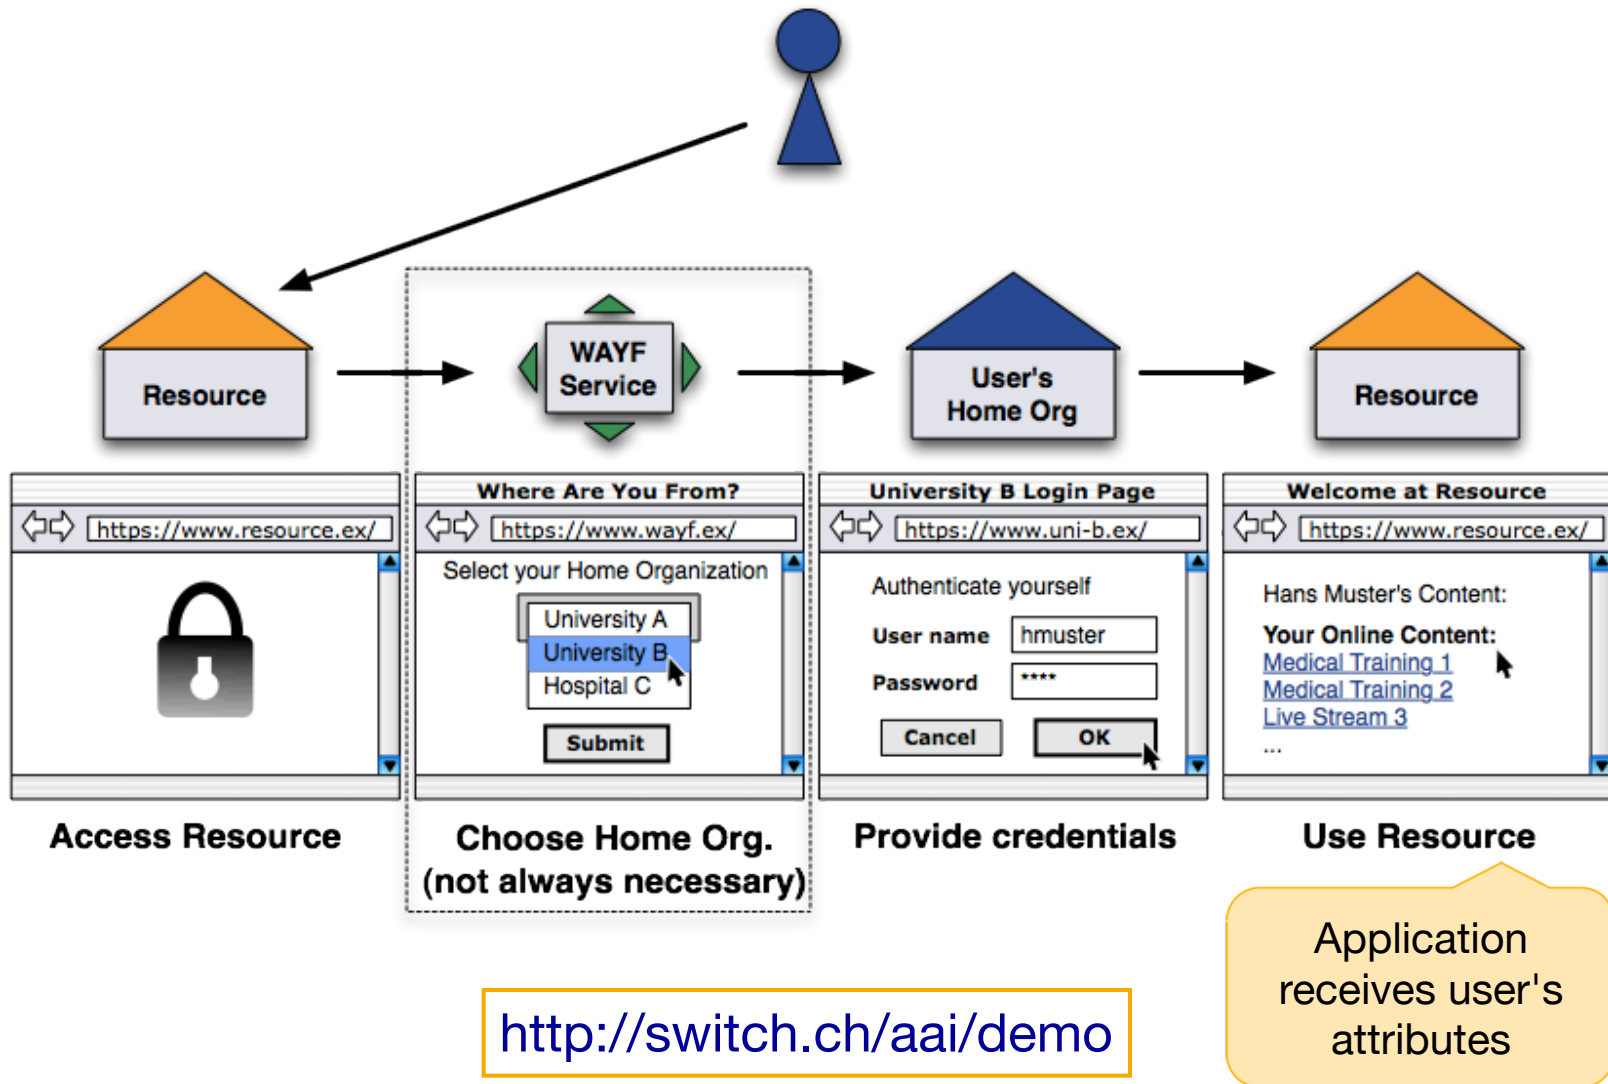 Resource
WAYF
Service
User's
Home Org
Resource
https://www.resource.ex/
Where Are You From?
https://www.wayf.ex/
Select your Home Organization
University A
University B
Hospital C
Submit
University B Login Page
https://www.uni-b.ex/
Authenticate yourself
User name hmuster
Password ****
Cancel OK
Welcome at Resource
https://www.resource.ex/
Hans Muster's Content:
Your Online Content:
Medical Training 1
Medical Training 2
Live Stream 3
...
Access Resource
Choose Home Org.
(not always necessary)
Provide credentials
Use Resource
Application
receives user's
attributes
http://switch.ch/aai/demo